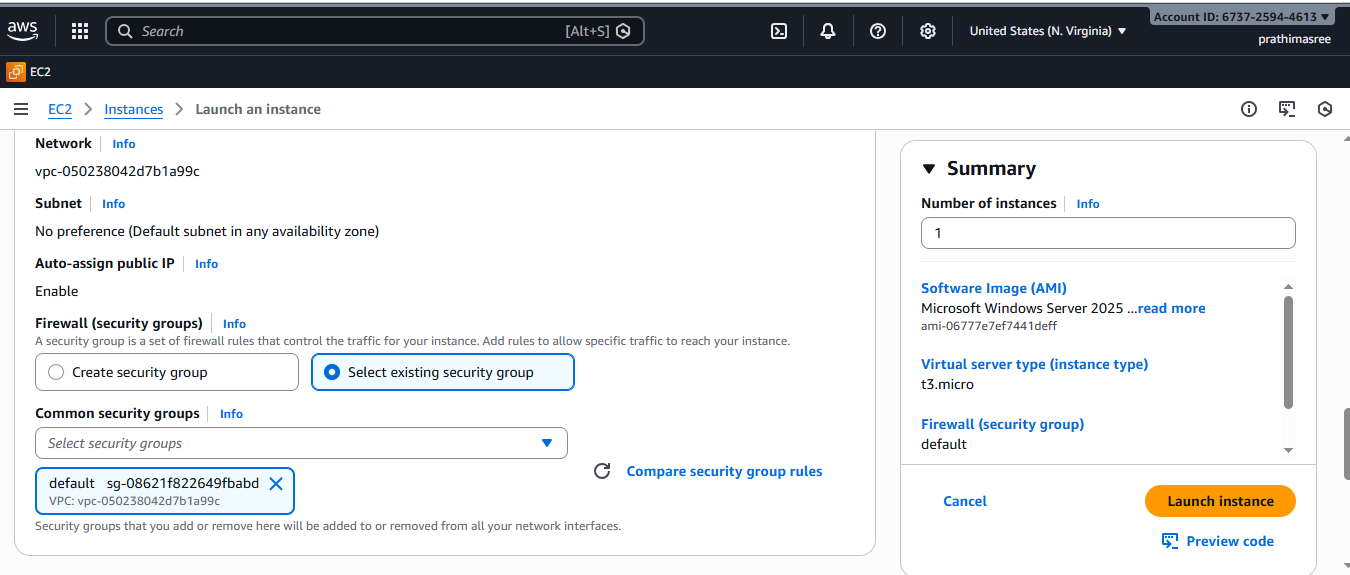 aws
Search
[Alt+S]
United States (N. Virginia)
Account ID: 6737-2594-4613
prathimasree
EC2
EC2
Instances
Launch an instance
Network
Info
vpc-050238042d7b1a99c
Subnet
Info
No preference (Default subnet in any availability zone)
Auto-assign public IP
Info
Enable
Firewall (security groups)
Info
A security group is a set of firewall rules that control the traffic for your instance. Add rules to allow specific traffic to reach your instance.
Create security group
Select existing security group
Common security groups
Info
Select security groups
default sg-08621f822649fbabd
VPC: vpc-050238042d7b1a99c
Compare security group rules
Security groups that you add or remove here will be added to or removed from all your network interfaces.
Summary
Number of instances
Info
1
Software Image (AMI)
Microsoft Windows Server 2025 ...read more
ami-06777e7ef7441deff
Virtual server type (instance type)
t3.micro
Firewall (security group)
default
Cancel
Launch instance
Preview code